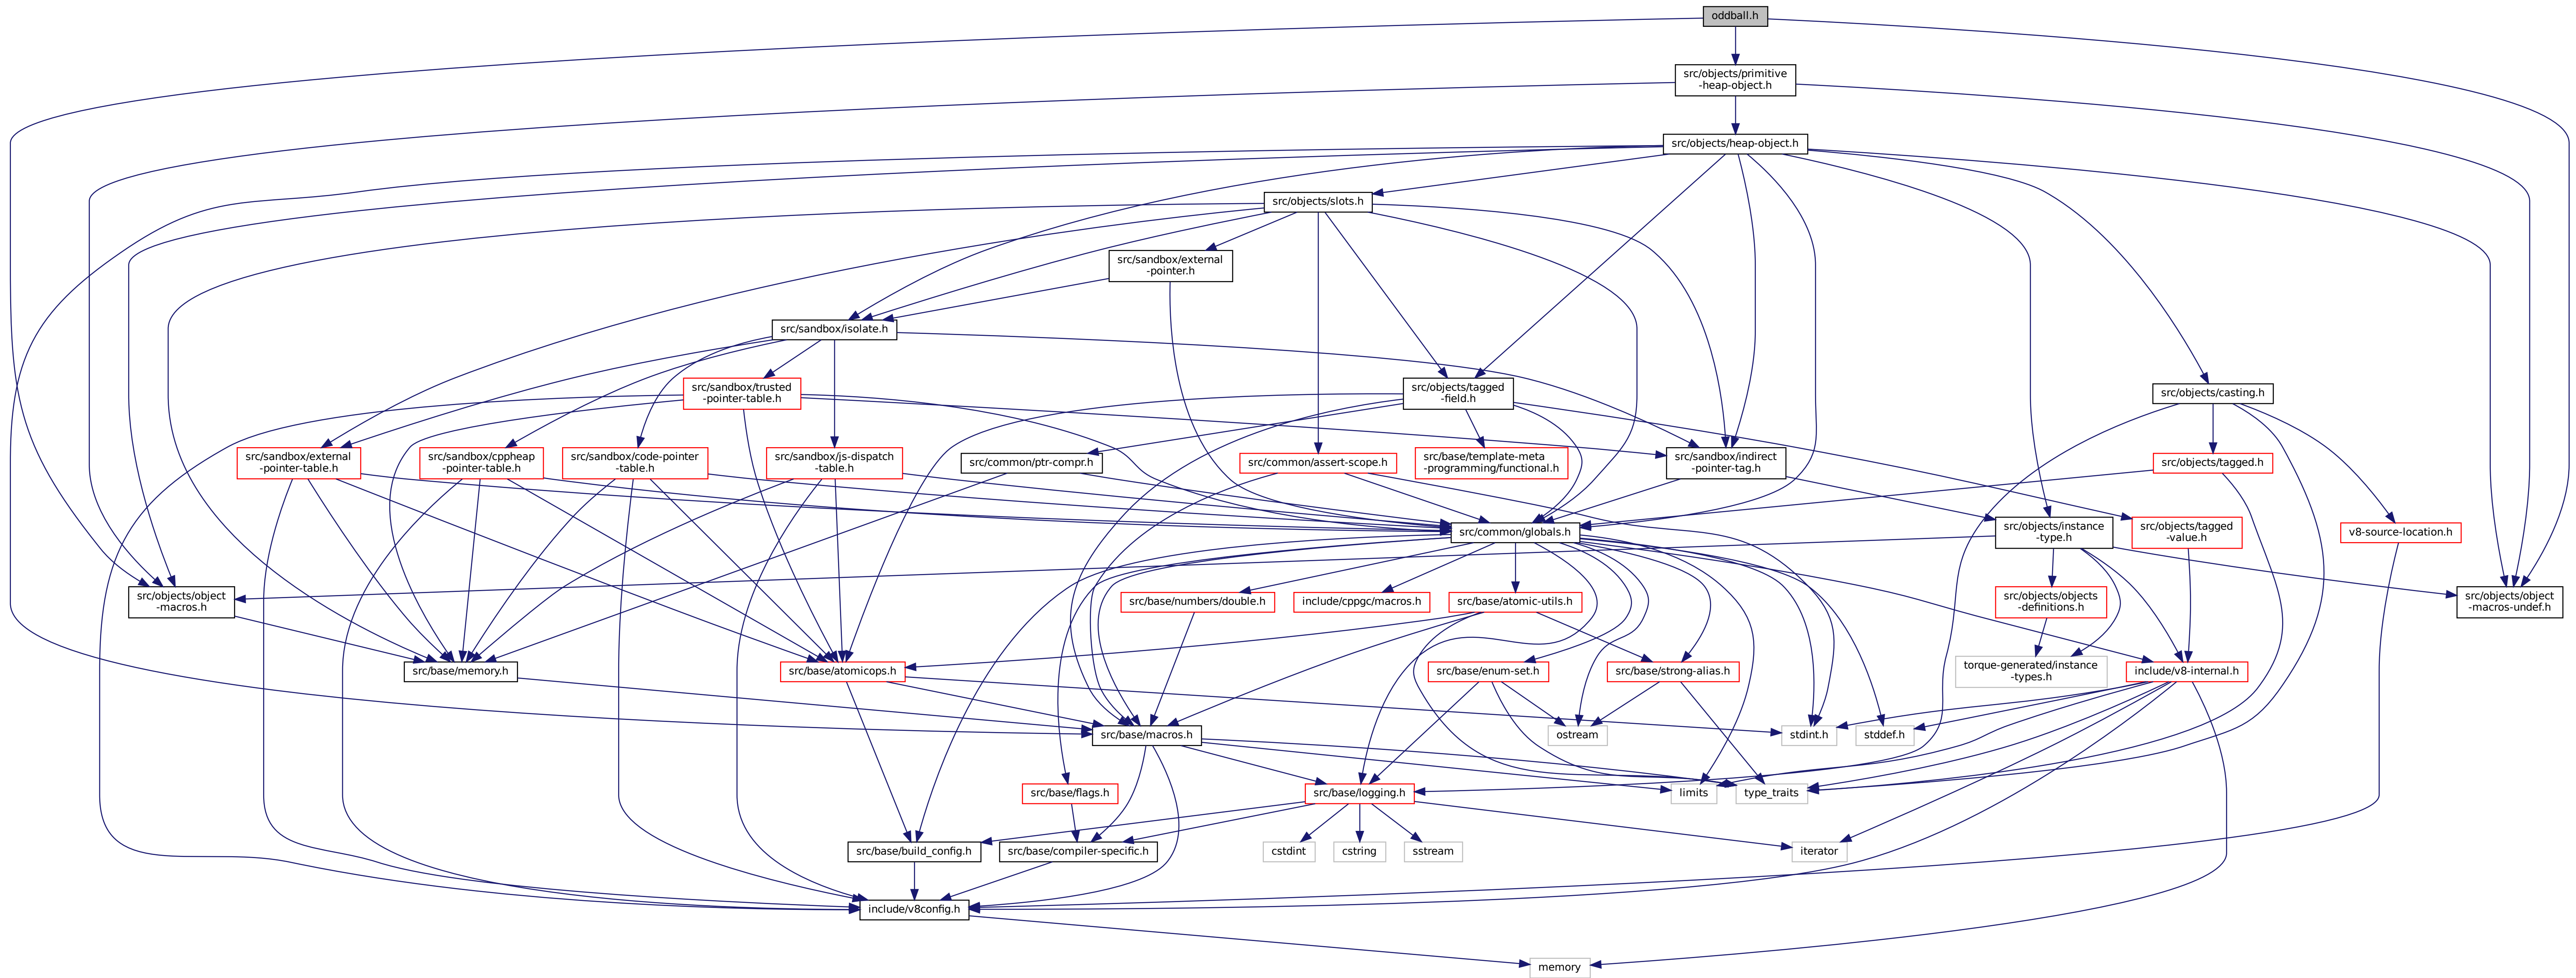 oddball.h
src/objects/primitive
-heap-object.h
src/objects/heap-object.h
src/objects/slots.h
src/sandbox/external
-pointer.h
src/sandbox/isolate.h
src/sandbox/trusted
-pointer-table.h
src/objects/tagged
-field.h
src/objects/casting.h
src/sandbox/external
-pointer-table.h
src/sandbox/cppheap
-pointer-table.h
src/sandbox/code-pointer
-table.h
src/sandbox/js-dispatch
-table.h
src/common/ptr-compr.h
src/common/assert-scope.h
src/base/template-meta
-programming/functional.h
src/sandbox/indirect
-pointer-tag.h
src/objects/tagged.h
src/common/globals.h
src/objects/instance
-type.h
src/objects/tagged
-value.h
v8-source-location.h
src/objects/object
-macros.h
src/base/numbers/double.h
include/cppgc/macros.h
src/base/atomic-utils.h
src/objects/objects
-definitions.h
src/objects/object
-macros-undef.h
src/base/memory.h
src/base/atomicops.h
src/base/enum-set.h
src/base/strong-alias.h
torque-generated/instance
-types.h
include/v8-internal.h
src/base/macros.h
ostream
stdint.h
stddef.h
src/base/flags.h
src/base/logging.h
limits
type_traits
src/base/build_config.h
src/base/compiler-specific.h
cstdint
cstring
sstream
iterator
include/v8config.h
memory